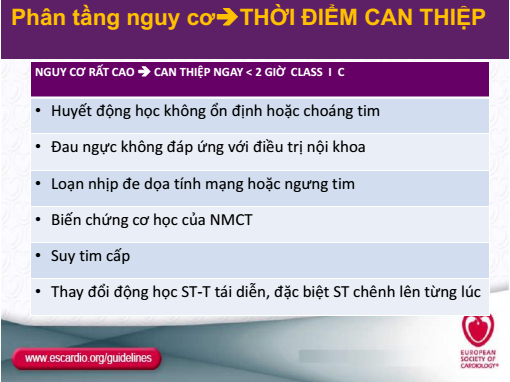 Phân tầng nguy cơ➔THỜI ĐIỂM CAN THIỆP
NGUY CƠ RẤT CAO ➔ CAN THIỆP NGAY < 2 GIỜ CLASS I C
• Huyết động học không ổn định hoặc choáng tim
• Đau ngực không đáp ứng với điều trị nội khoa
• Loạn nhịp đe dọa tính mạng hoặc ngưng tim
• Biến chứng cơ học của NMCT
• Suy tim cấp
• Thay đổi động học ST-T tái diễn, đặc biệt ST chênh lên từng lúc
www.escardio.org/guidelines
EUROPEAN
SOCIETY OF
CARDIOLOGY®